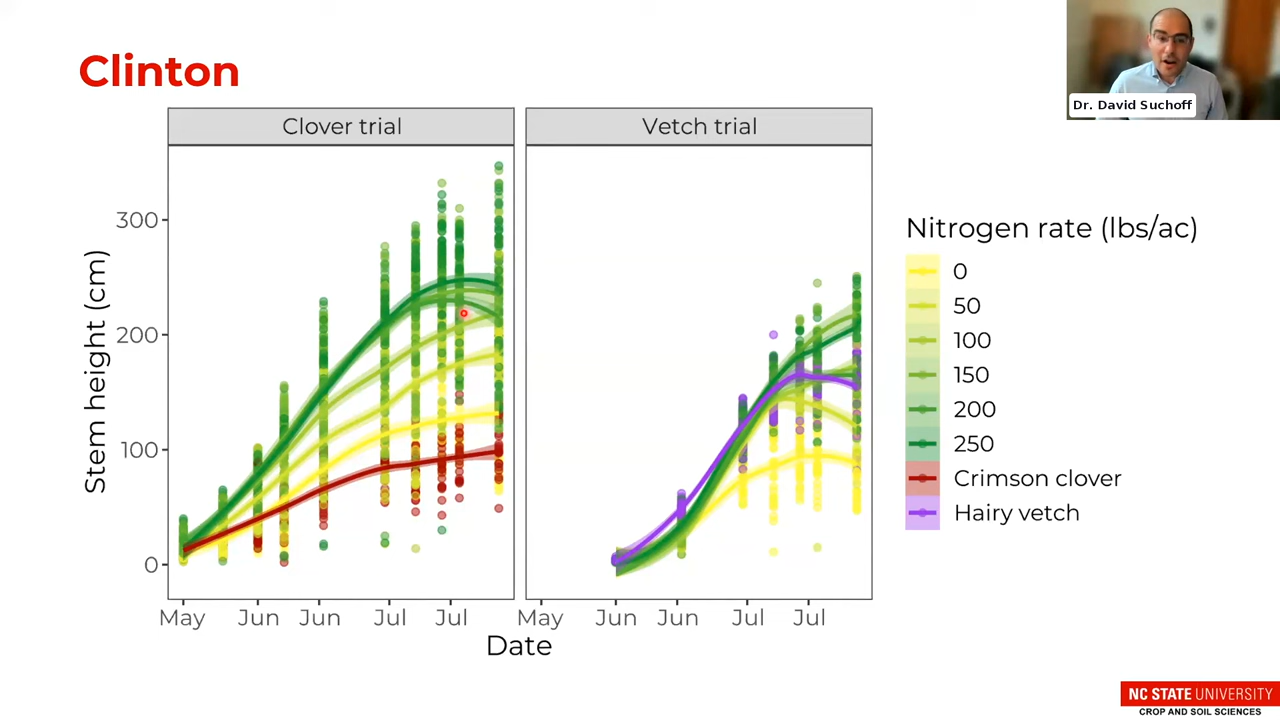 Clinton
Dr. David Suchoff
Clover trial
Vetch trial
Stem height (cm)
300
200
100
0
May Jun Jun Jul Jul
May Jun Jun Jul Jul
Date
Nitrogen rate (lbs/ac)
0
50
100
150
200
250
Crimson clover
Hairy vetch
NC STATE UNIVERSITY
CROP AND SOIL SCIENCES